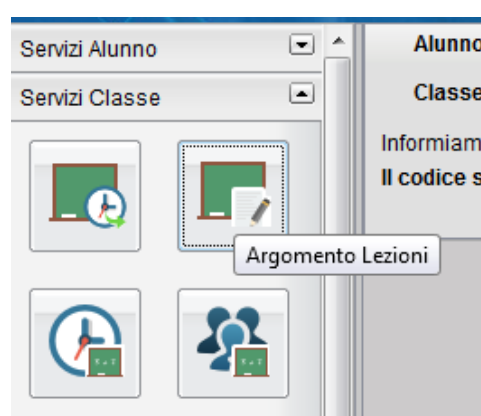 Servizi Alunno
Servizi Classe
Argomento Lezioni
Alunno
Classe
Informiam
Il codice s